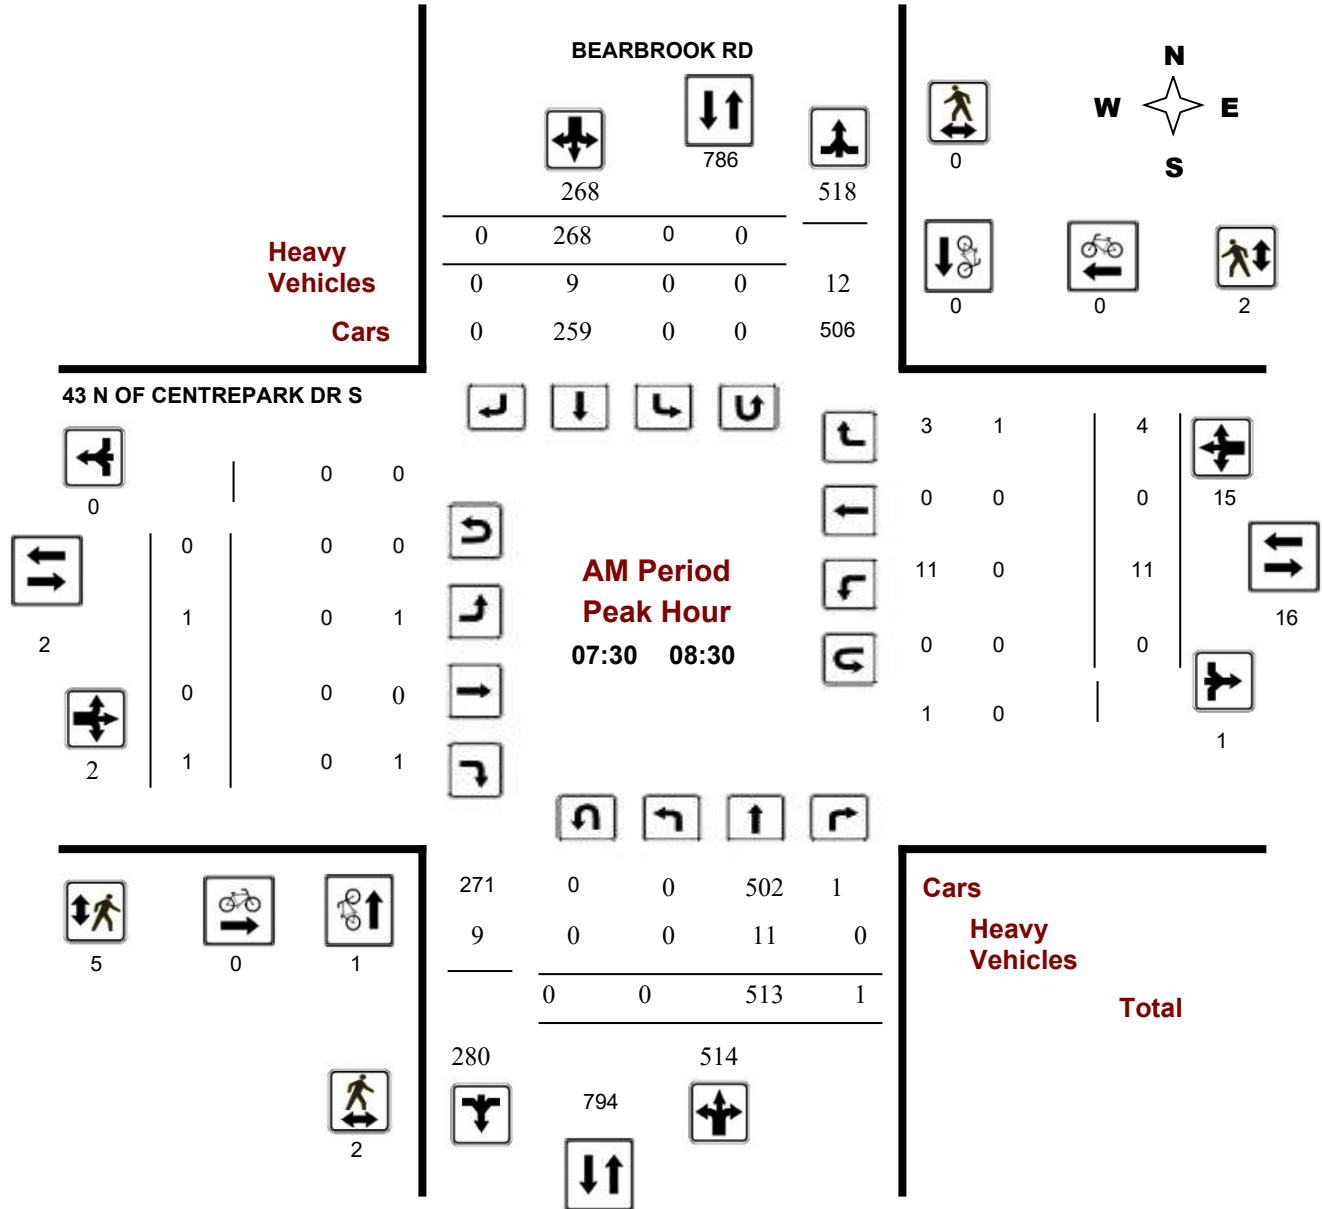 BEARBROOK RD
N
W E
S
786
0
268 518
0 268 0 0
Heavy
Vehicles
0 9 0 0 12
0 0 2
Cars 0 259 0 0 506
43 N OF CENTREPARK DR S
3 1 4
0 0
0
0 0 0 15
0 0 0
AM Period
11 0 11
Peak Hour
1 0 1
2
16
07:30 08:30
0 0 0
0 0 0
2
1 0
1
1 0 1
271 0 0 502 1
Cars
9 0 0 11 0
Heavy
Vehicles
5 0 1
0 0 513 1
Total
280 514
794
2